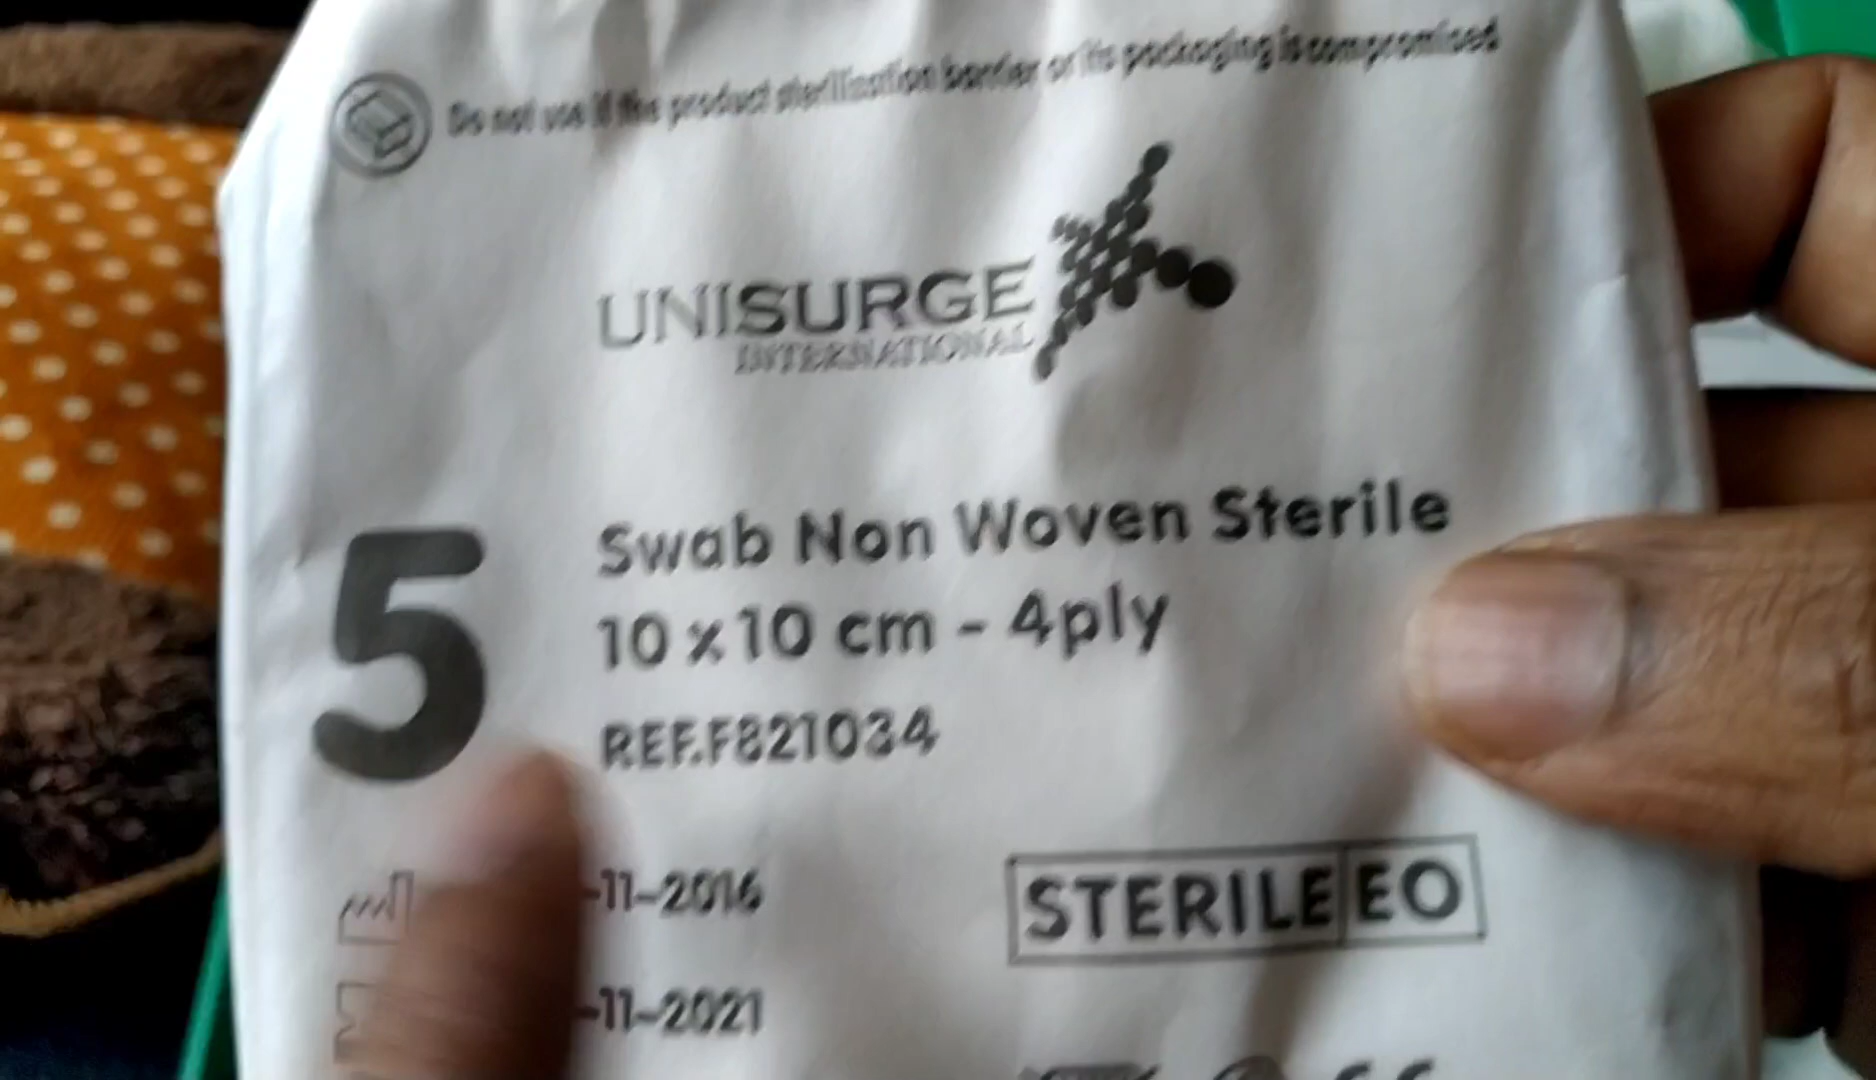 Do not use if the product sterilisation barrier or its packaging is compromised
UNISURGE
INTERNATIONAL
5
Swab Non Woven Sterile
10 x 10 cm - 4ply
REF.F821034
-11-2016
STERILE EO
-11-2021